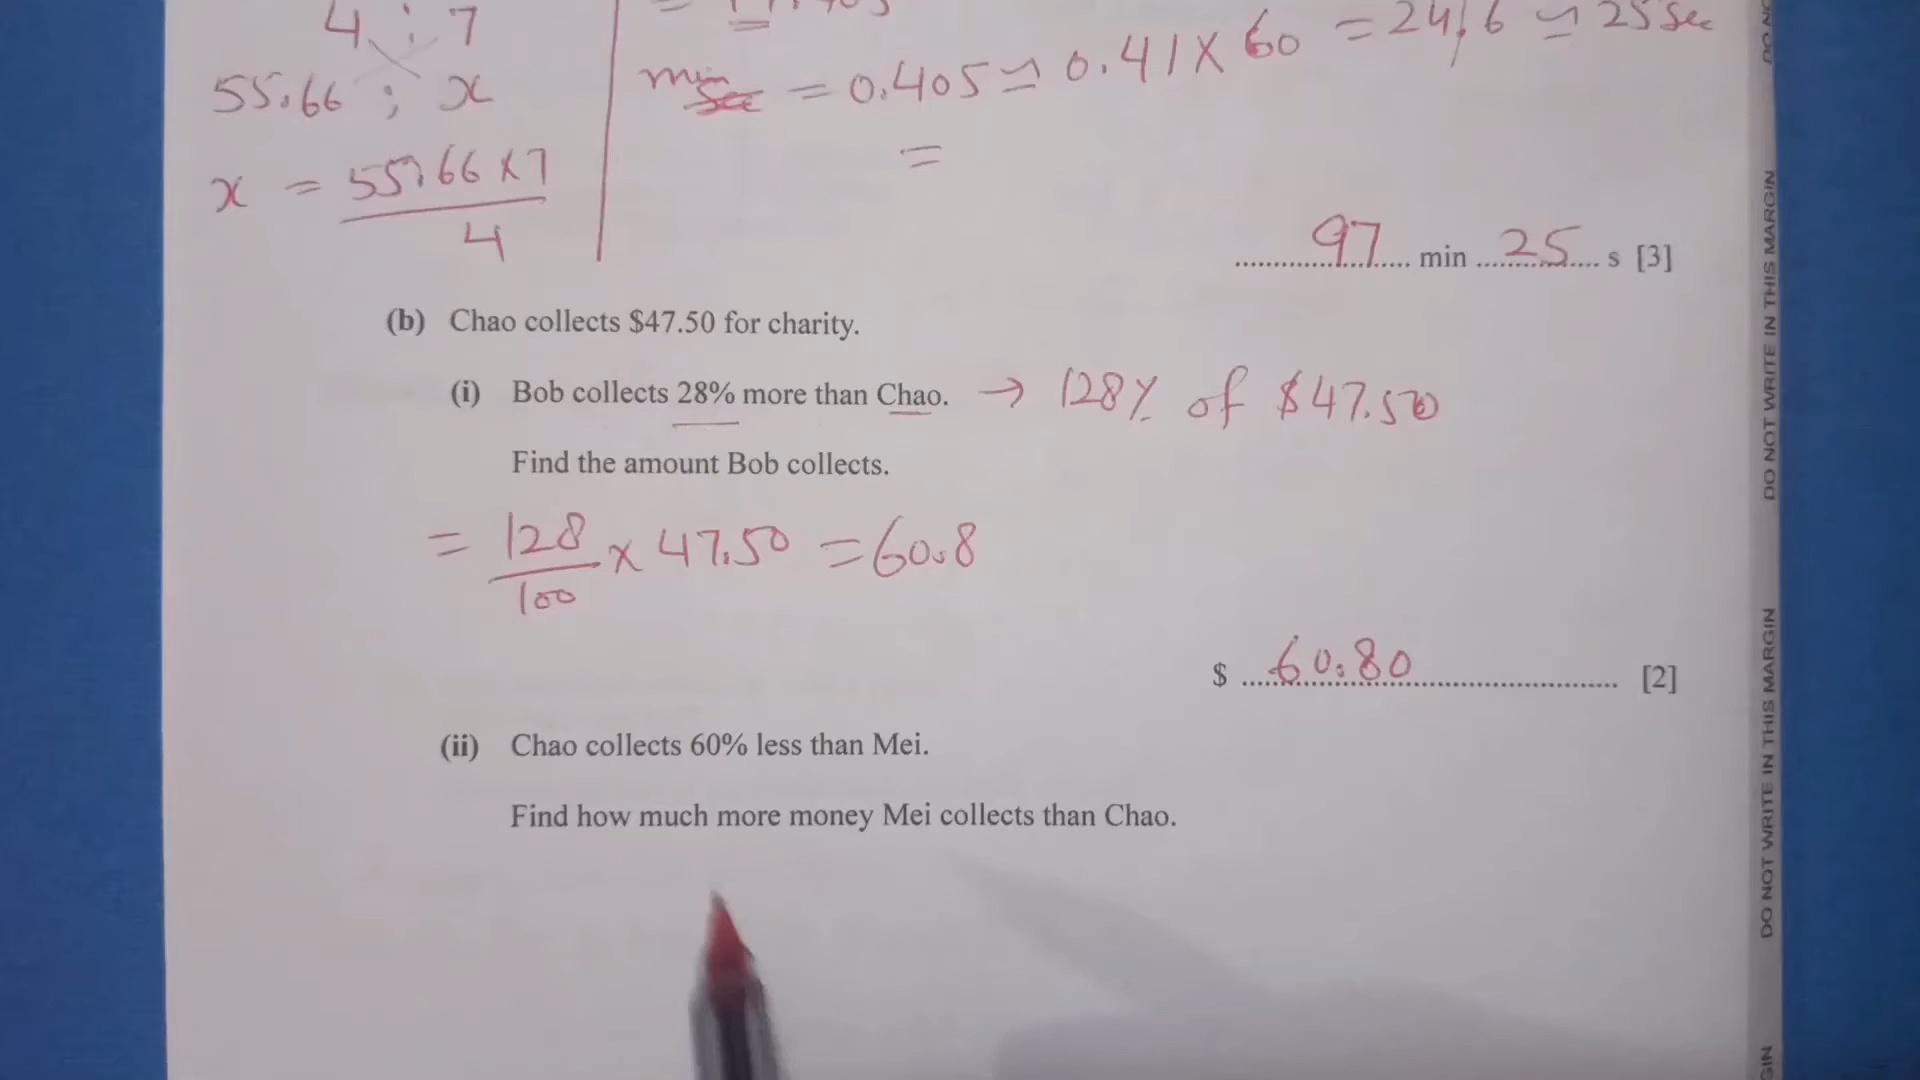 4 : 7
= 0.405 ≃ 0.41 × 60 = 24.6 ≃ 25 sec
min
55.66 : x
x = 55.66 × 7
4
=
97 min 25 s [3]
(b) Chao collects $47.50 for charity.
(i) Bob collects 28% more than Chao. → 128% of $47.50
Find the amount Bob collects.
= 128/100 × 47.50 = 60.8
$ 60.80 [2]
(ii) Chao collects 60% less than Mei.
Find how much more money Mei collects than Chao.
DO NOT WRITE IN THIS MARGIN
DO NOT WRITE IN THIS MARGIN